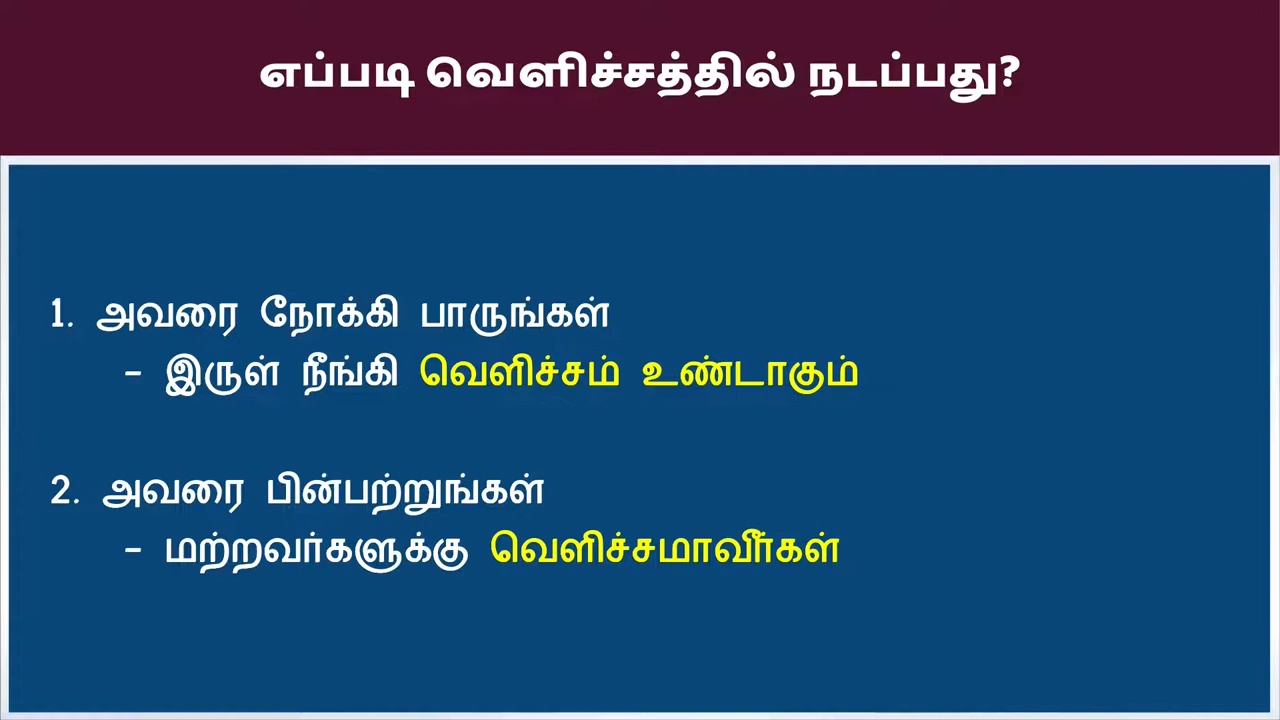 எப்படி வெளிச்சத்தில் நடப்பது?
1. அவரை நோக்கி பாருங்கள்
- இருள் நீங்கி வெளிச்சம் உண்டாகும்
2. அவரை பின்பற்றுங்கள்
- மற்றவர்களுக்கு வெளிச்சமாவீர்கள்